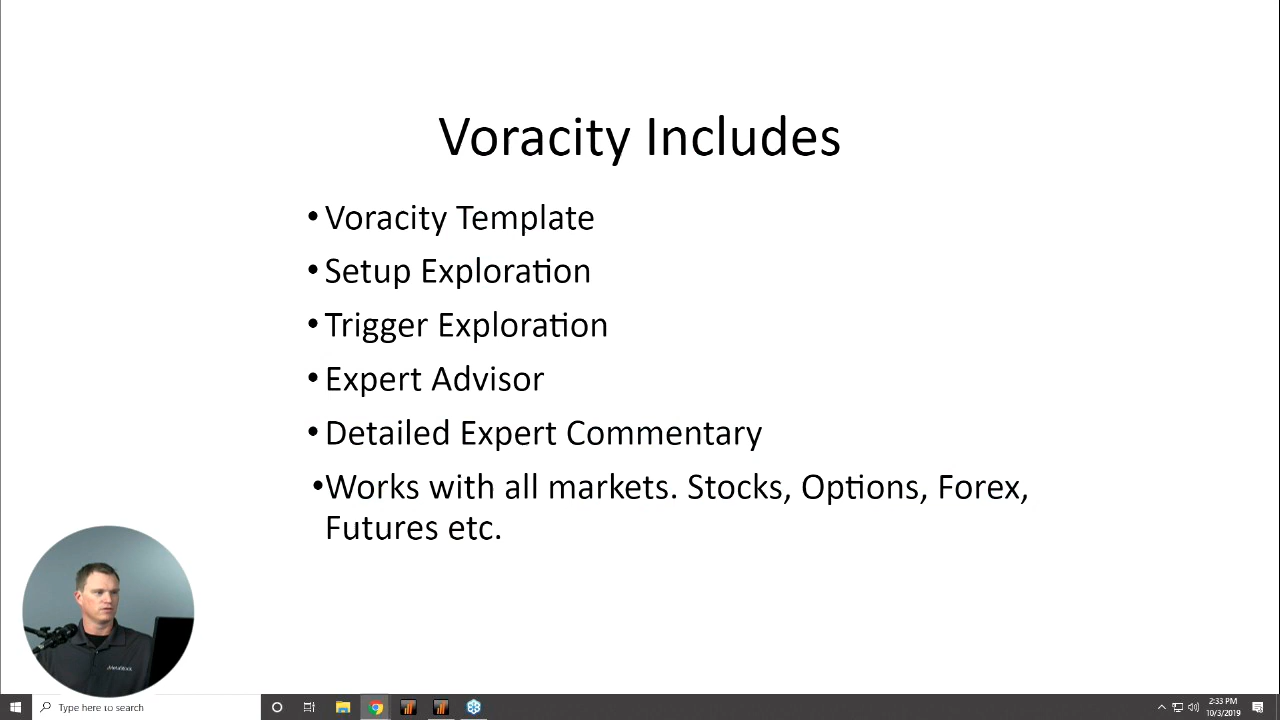 Voracity Includes
• Voracity Template
• Setup Exploration
• Trigger Exploration
• Expert Advisor
• Detailed Expert Commentary
•Works with all markets. Stocks, Options, Forex,
Futures etc.
MetaStock
Type here to search
2:33 PM
10/3/2019